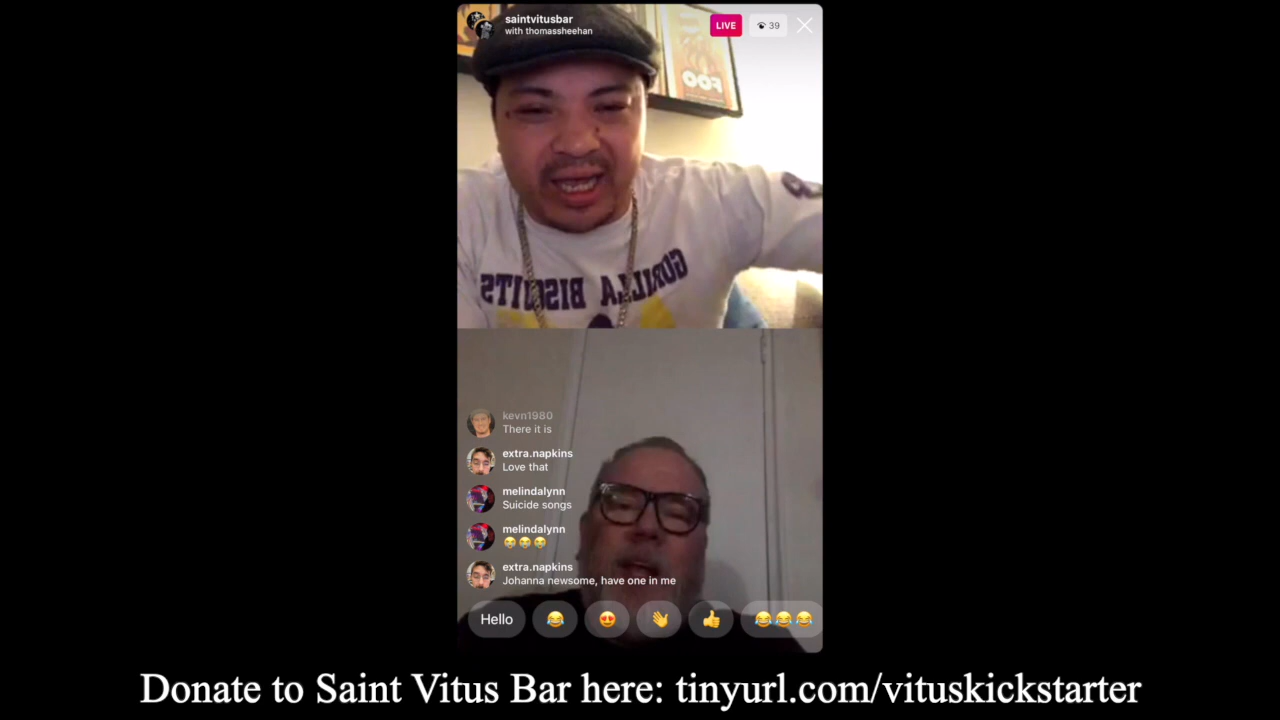 saintvitusbar
with thomassheehan
LIVE
39
FOO
GORILLA BISCUITS
kevn1980
There it is
extra.napkins
Love that
melindalynn
Suicide songs
melindalynn
😂😂😂
extra.napkins
Johanna newsome, have one in me
Hello
😂 😍 👏 👍 😂😂😂
Donate to Saint Vitus Bar here: tinyurl.com/vituskickstarter